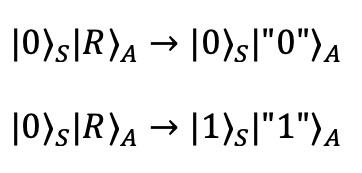 |0⟩_S|R⟩_A → |0⟩_S|"0"⟩_A
|0⟩_S|R⟩_A → |1⟩_S|"1"⟩_A